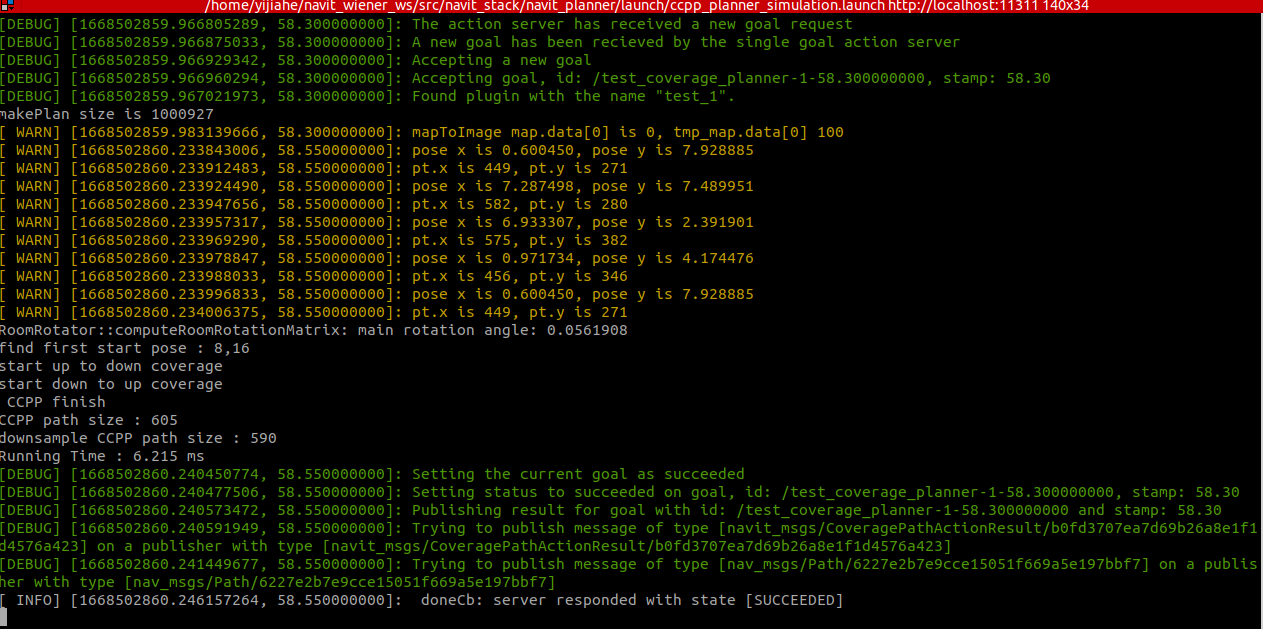 /home/yijiahe/navit_wiener_ws/src/navit_stack/navit_planner/launch/ccpp_planner_simulation.launch http://localhost:11311 140x34
[DEBUG] [1668502859.966805289, 58.300000000]: The action server has received a new goal request
[DEBUG] [1668502859.966875033, 58.300000000]: A new goal has been recieved by the single goal action server
[DEBUG] [1668502859.966929342, 58.300000000]: Accepting a new goal
[DEBUG] [1668502859.966960294, 58.300000000]: Accepting goal, id: /test_coverage_planner-1-58.300000000, stamp: 58.30
[DEBUG] [1668502859.967021973, 58.300000000]: Found plugin with the name "test_1".
makePlan size is 1000927
[ WARN] [1668502859.983139666, 58.300000000]: mapToImage map.data[0] is 0, tmp_map.data[0] 100
[ WARN] [1668502860.233843006, 58.550000000]: pose x is 0.600450, pose y is 7.928885
[ WARN] [1668502860.233912483, 58.550000000]: pt.x is 449, pt.y is 271
[ WARN] [1668502860.233924490, 58.550000000]: pose x is 7.287498, pose y is 7.489951
[ WARN] [1668502860.233947656, 58.550000000]: pt.x is 582, pt.y is 280
[ WARN] [1668502860.233957317, 58.550000000]: pose x is 6.933307, pose y is 2.391901
[ WARN] [1668502860.233969290, 58.550000000]: pt.x is 575, pt.y is 382
[ WARN] [1668502860.233978847, 58.550000000]: pose x is 0.971734, pose y is 4.174476
[ WARN] [1668502860.233988033, 58.550000000]: pt.x is 456, pt.y is 346
[ WARN] [1668502860.233996833, 58.550000000]: pose x is 0.600450, pose y is 7.928885
[ WARN] [1668502860.234006375, 58.550000000]: pt.x is 449, pt.y is 271
RoomRotator::computeRoomRotationMatrix: main rotation angle: 0.0561908
find first start pose : 8,16
start up to down coverage
start down to up coverage
CCPP finish
CCPP path size : 605
downsample CCPP path size : 590
Running Time : 6.215 ms
[DEBUG] [1668502860.240450774, 58.550000000]: Setting the current goal as succeeded
[DEBUG] [1668502860.240477506, 58.550000000]: Setting status to succeeded on goal, id: /test_coverage_planner-1-58.300000000, stamp: 58.30
[DEBUG] [1668502860.240573472, 58.550000000]: Publishing result for goal with id: /test_coverage_planner-1-58.300000000 and stamp: 58.30
[DEBUG] [1668502860.240591949, 58.550000000]: Trying to publish message of type [navit_msgs/CoveragePathActionResult/b0fd3707ea7d69b26a8e1f1
d4576a423] on a publisher with type [navit_msgs/CoveragePathActionResult/b0fd3707ea7d69b26a8e1f1d4576a423]
[DEBUG] [1668502860.241449677, 58.550000000]: Trying to publish message of type [nav_msgs/Path/6227e2b7e9cce15051f669a5e197bbf7] on a publis
her with type [nav_msgs/Path/6227e2b7e9cce15051f669a5e197bbf7]
[ INFO] [1668502860.246157264, 58.550000000]:  doneCb: server responded with state [SUCCEEDED]